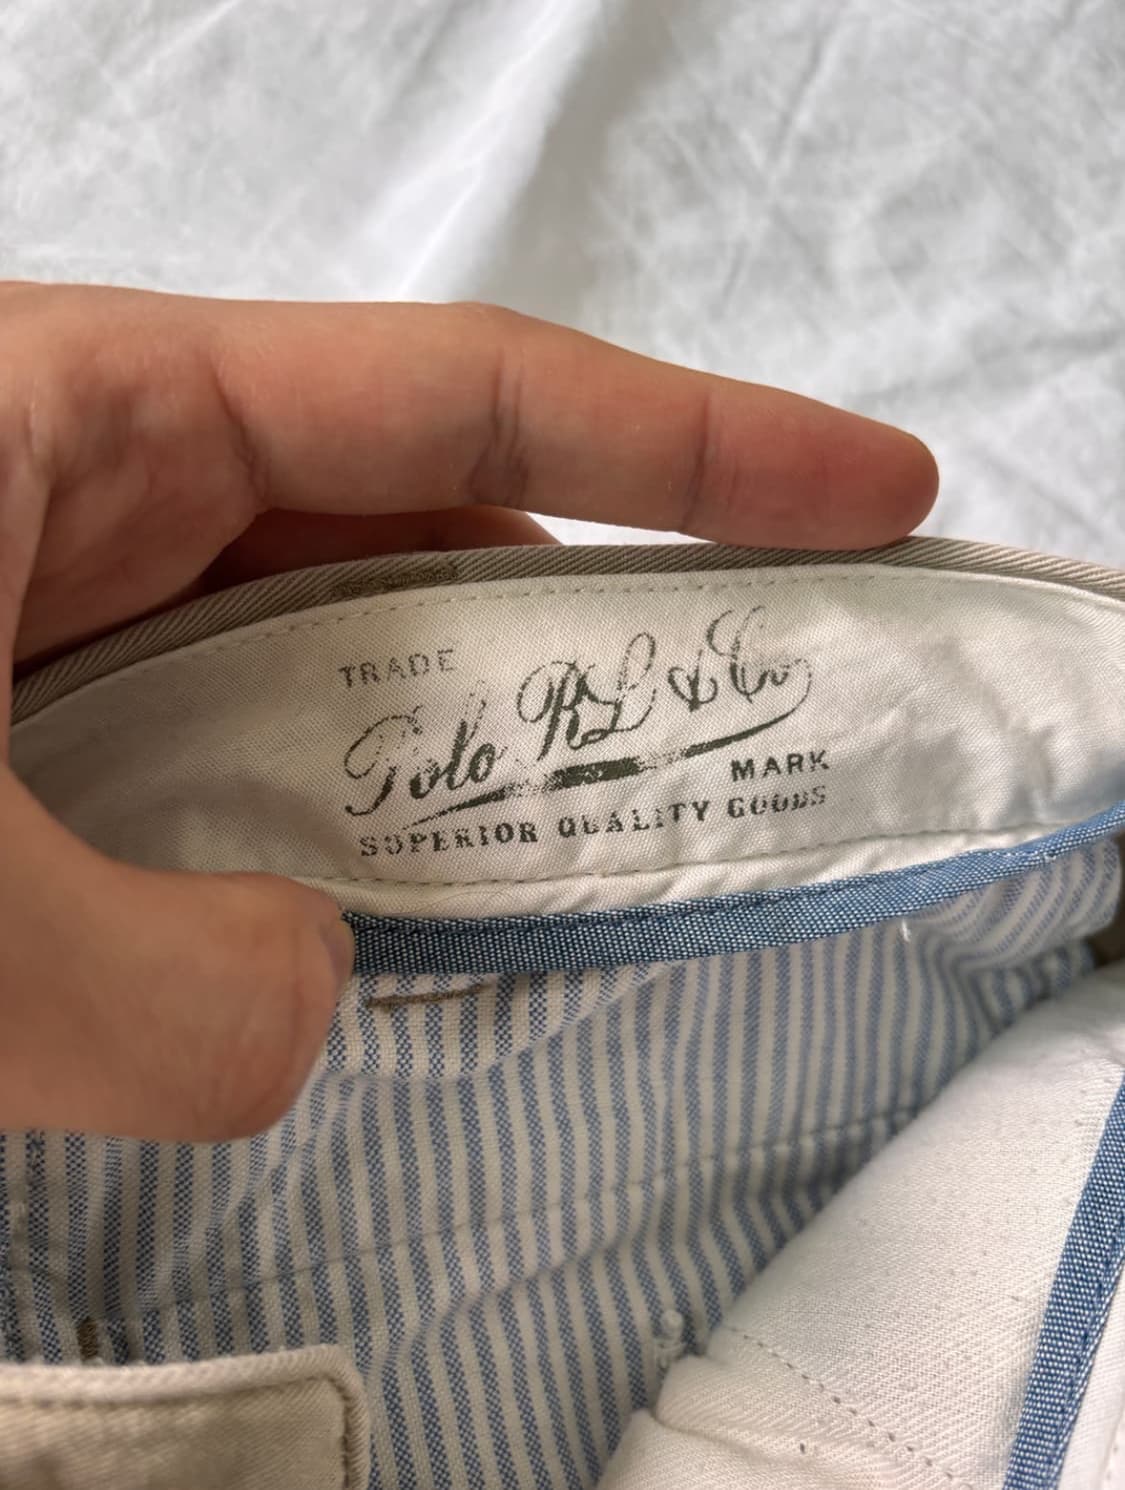 TRADE
Polo RL & Co
MARK
SUPERIOR QUALITY GOODS